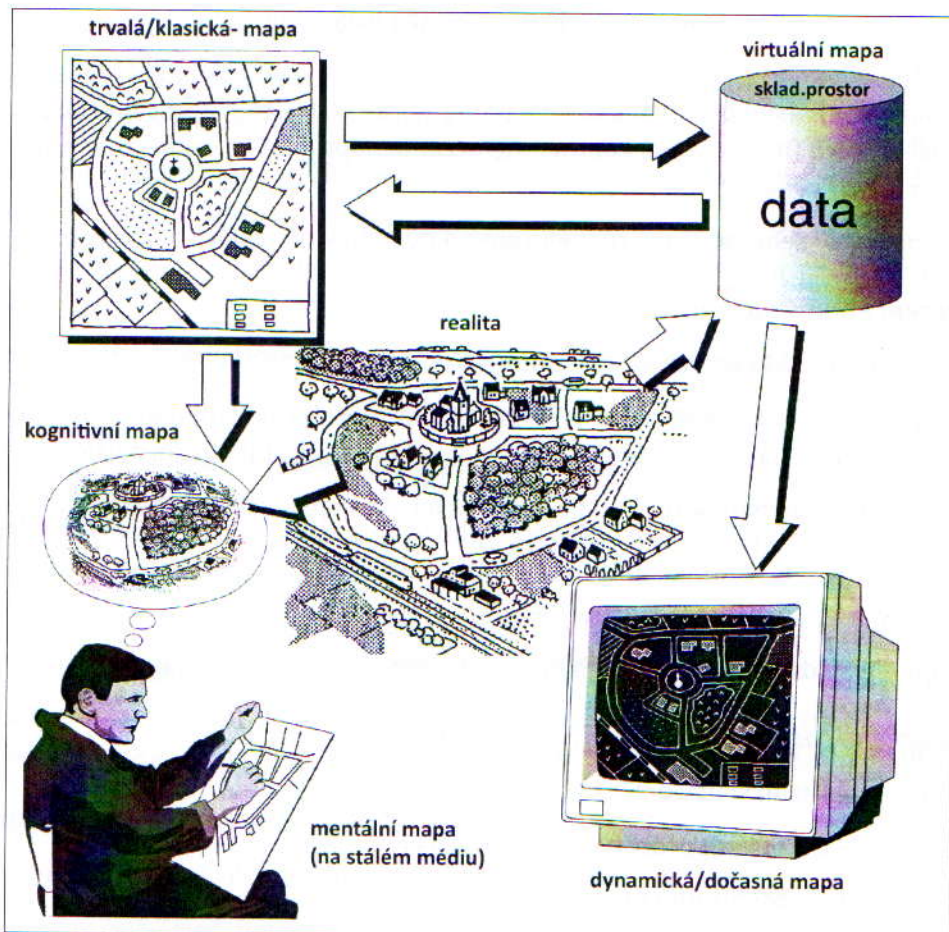 trvalá/klasická- mapa
virtuální mapa
sklad.prostor
data
realita
kognitivní mapa
mentální mapa
(na stálém médiu)
dynamická/dočasná mapa